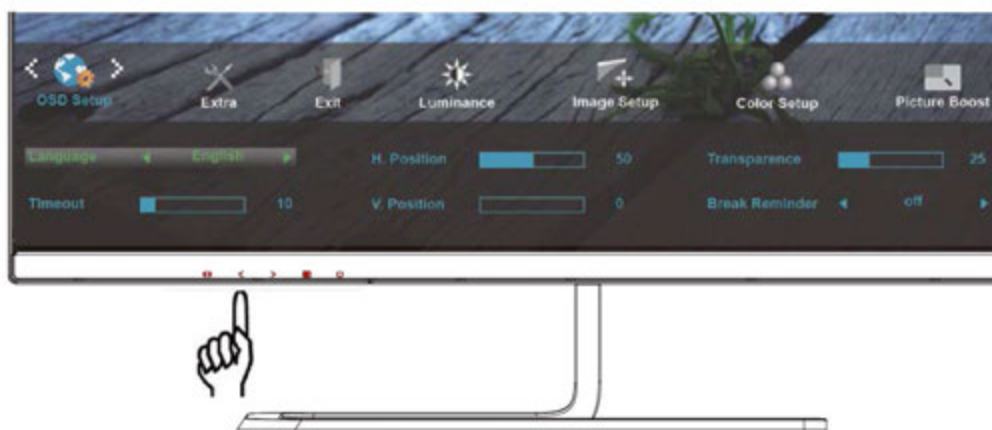 OSD Setup Extra Exit Luminance Image Setup Color Setup Picture Boost
Language English H. Position 50 Transparence 25
Timeout 10 V. Position 0 Break Reminder off